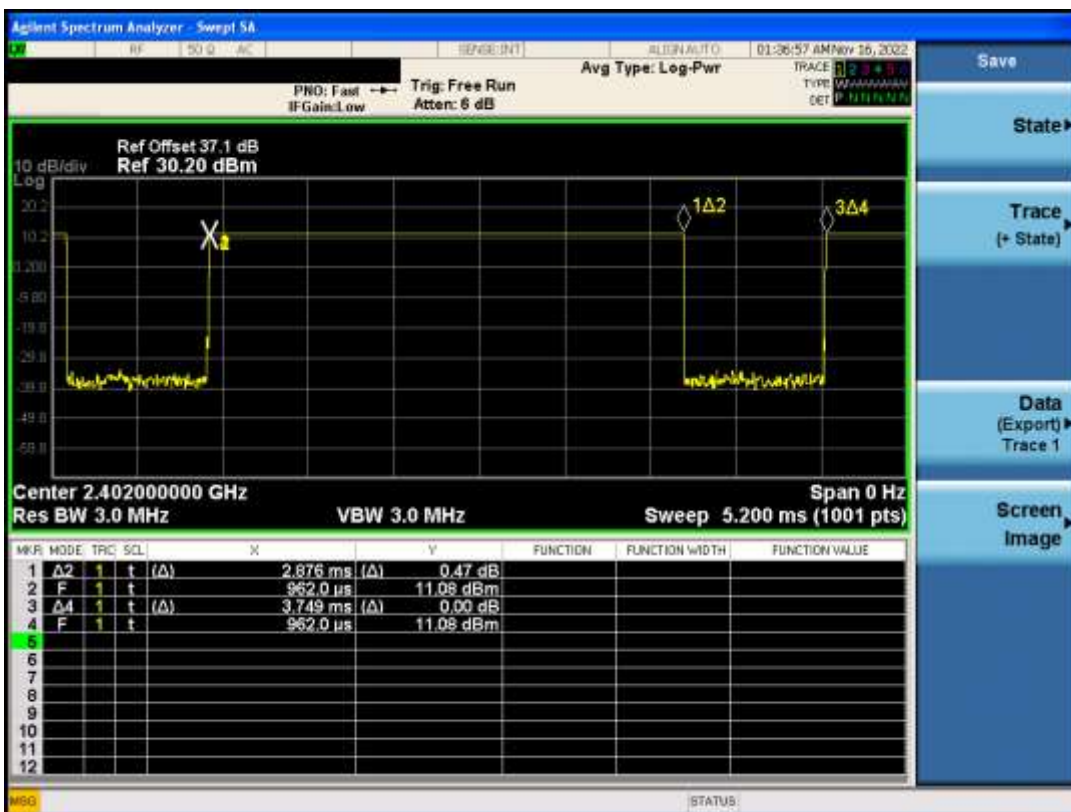 Agilent Spectrum Analyzer - Swept SA
RF 50 Ω AC SENSE:INT ALIGN AUTO 01:36:57 AM Nov 16, 2022
Save
Avg Type: Log-Pwr
TRACE 1 2 3 4 5 6
PNO: Fast Trig: Free Run
TYPE
IFGain:Low Atten: 6 dB
DET P N N N N N
State
Ref Offset 37.1 dB
10 dB/div Ref 30.20 dBm
Log
20.2
1Δ2
3Δ4
Trace
(+ State)
10.2
0.200
-9.80
-19.8
-29.8
-39.8
-49.8
-59.8
Data
(Export)
Trace 1
Center 2.402000000 GHz Span 0 Hz
Res BW 3.0 MHz VBW 3.0 MHz Sweep 5.200 ms (1001 pts)
Screen
Image
MKR MODE TRC SCL X Y FUNCTION FUNCTION WIDTH FUNCTION VALUE
1 Δ2 1 t (Δ) 2.876 ms (Δ) 0.47 dB
2 F 1 t 962.0 µs 11.08 dBm
3 Δ4 1 t (Δ) 3.749 ms (Δ) 0.00 dB
4 F 1 t 962.0 µs 11.08 dBm
5
6
7
8
9
10
11
12
MSG STATUS